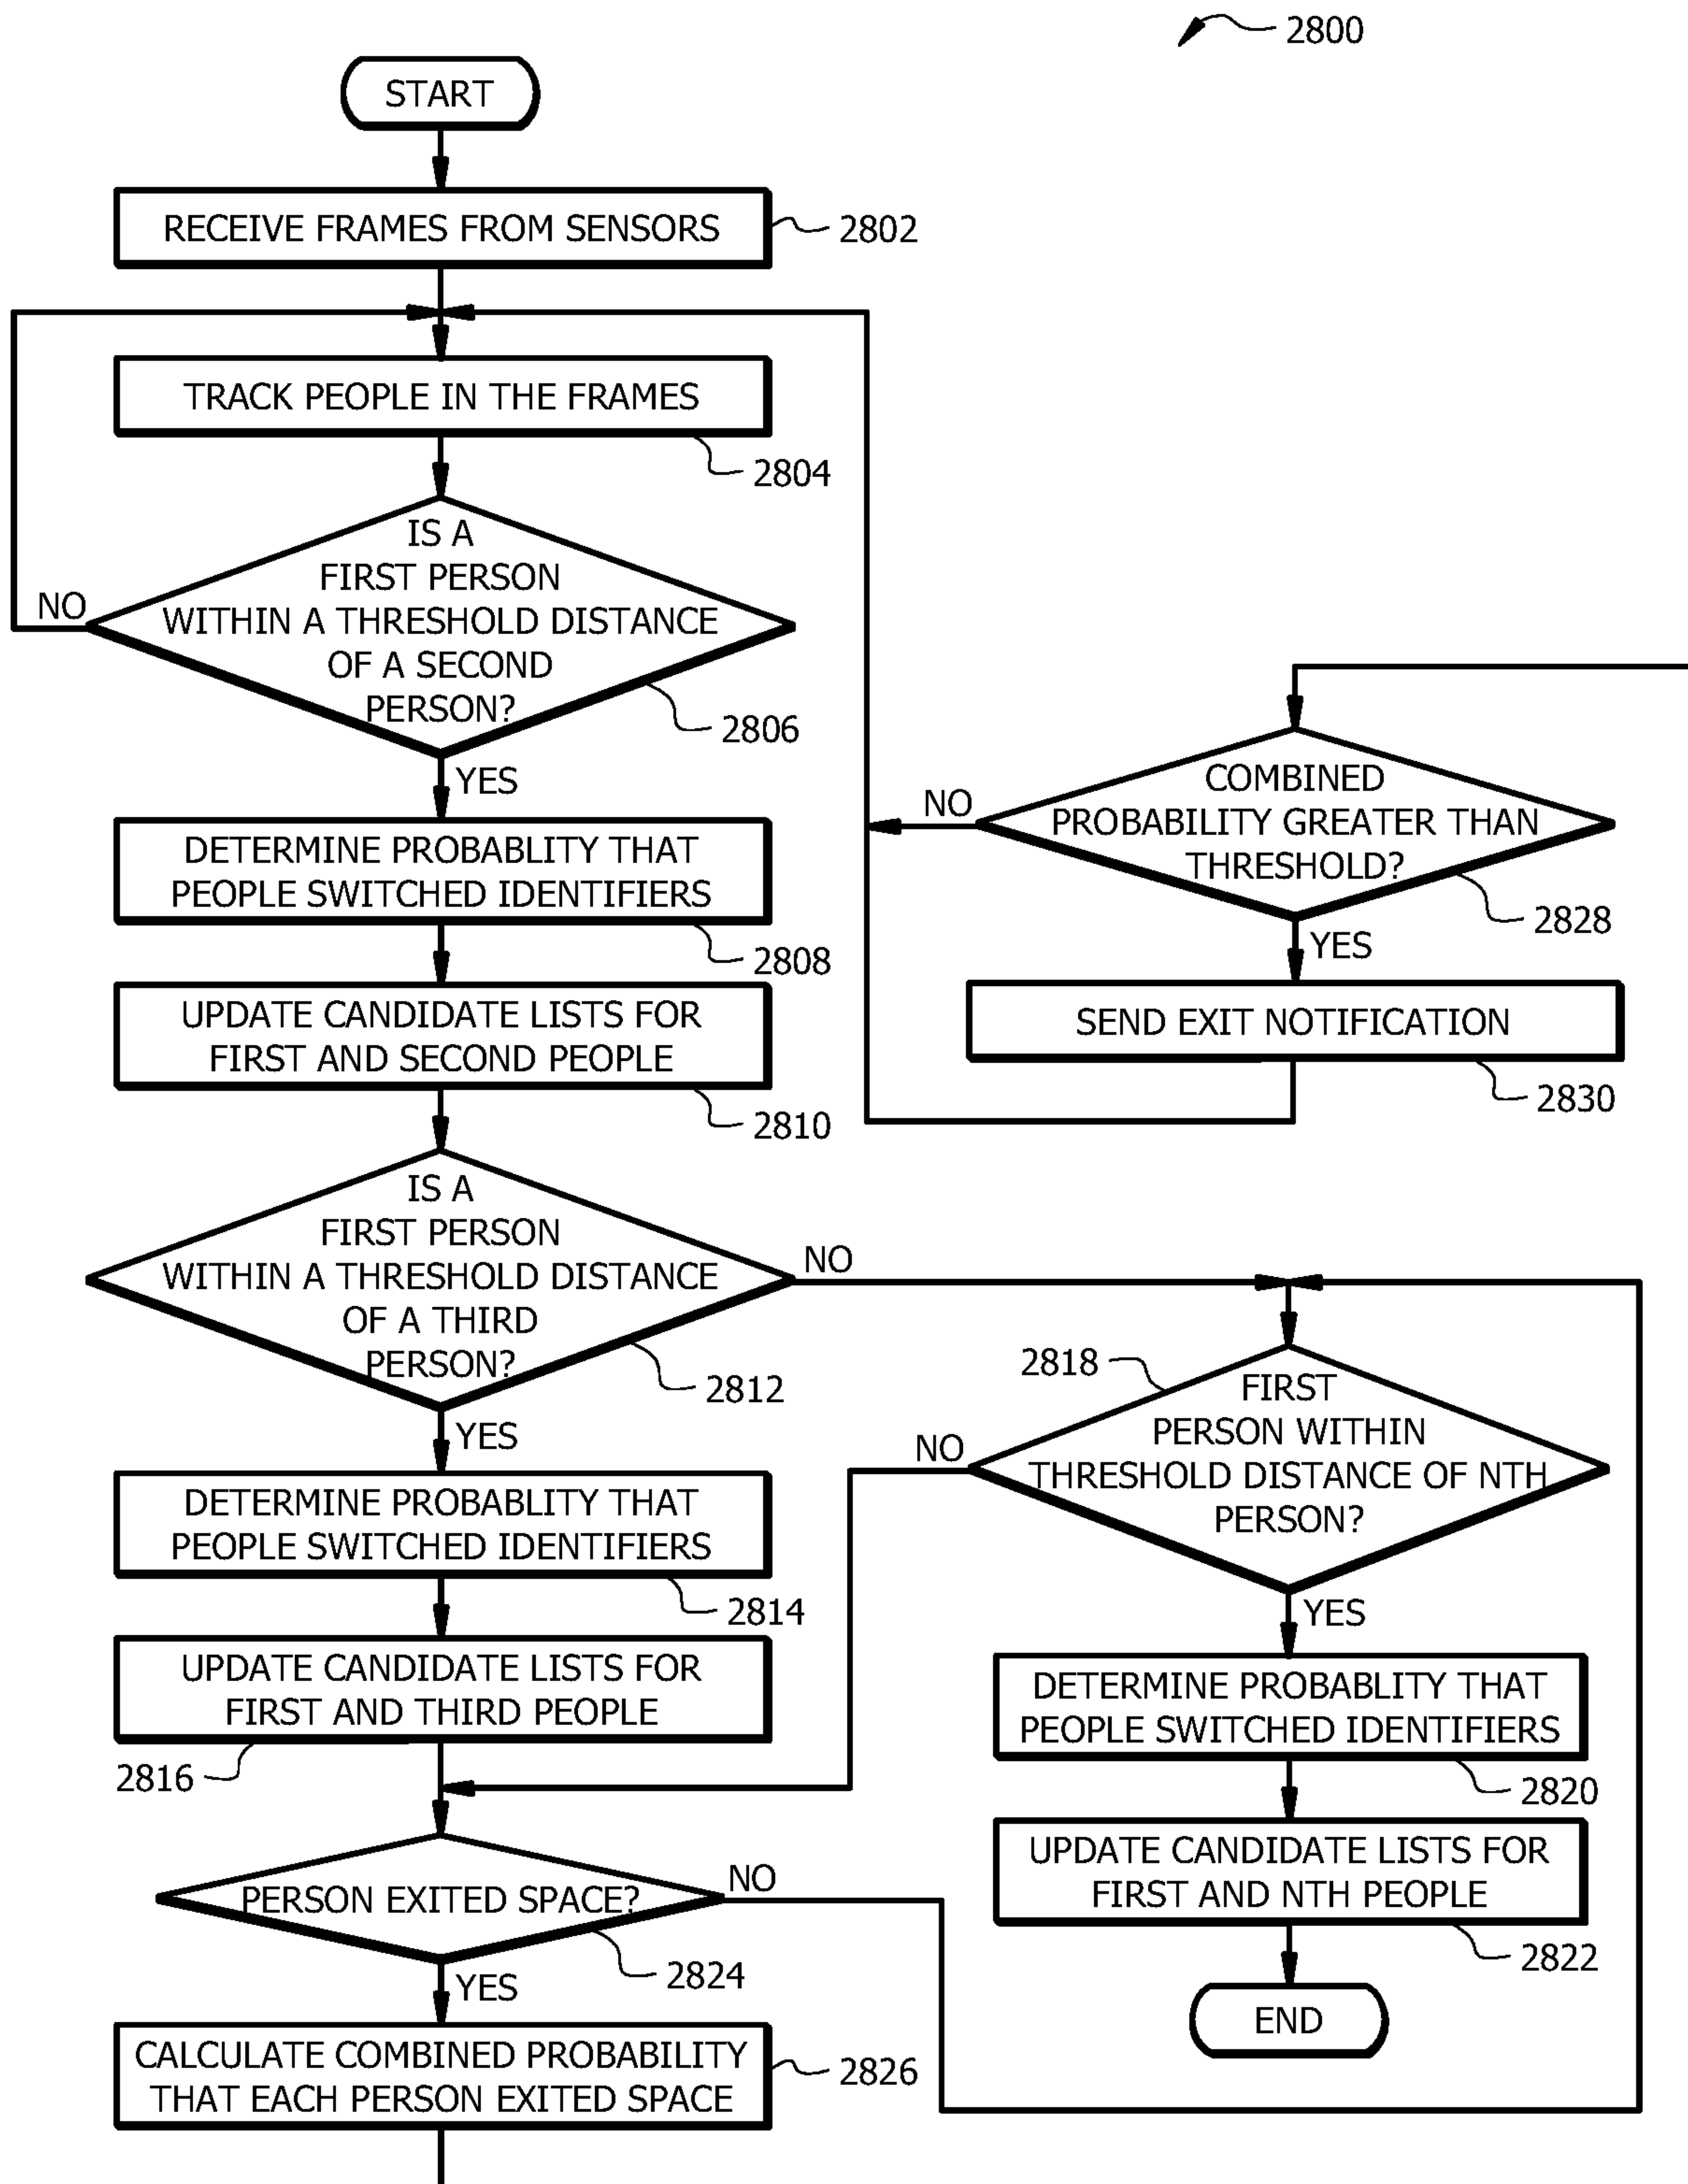 2800
START
RECEIVE FRAMES FROM SENSORS
2802
TRACK PEOPLE IN THE FRAMES
2804
IS A
FIRST PERSON
WITHIN A THRESHOLD DISTANCE
OF A SECOND
PERSON?
NO
2806
YES
DETERMINE PROBABLITY THAT
PEOPLE SWITCHED IDENTIFIERS
2808
UPDATE CANDIDATE LISTS FOR
FIRST AND SECOND PEOPLE
2810
IS A
FIRST PERSON
WITHIN A THRESHOLD DISTANCE
OF A THIRD
PERSON?
NO
2812
YES
DETERMINE PROBABLITY THAT
PEOPLE SWITCHED IDENTIFIERS
2814
UPDATE CANDIDATE LISTS FOR
FIRST AND THIRD PEOPLE
2816
PERSON EXITED SPACE?
NO
2824
YES
CALCULATE COMBINED PROBABILITY
THAT EACH PERSON EXITED SPACE
2826
COMBINED
PROBABILITY GREATER THAN
THRESHOLD?
NO
2828
YES
SEND EXIT NOTIFICATION
2830
2818
FIRST
PERSON WITHIN
THRESHOLD DISTANCE OF NTH
PERSON?
NO
YES
DETERMINE PROBABLITY THAT
PEOPLE SWITCHED IDENTIFIERS
2820
UPDATE CANDIDATE LISTS FOR
FIRST AND NTH PEOPLE
2822
END